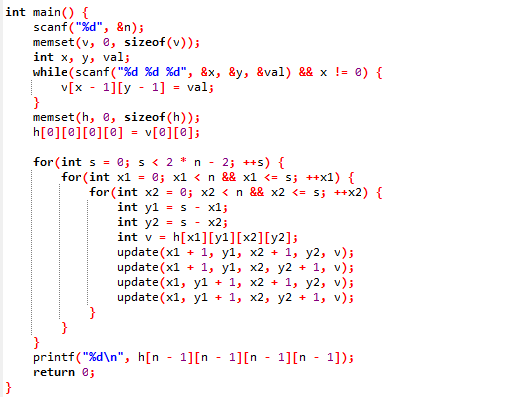 int main() {
    scanf("%d", &n);
    memset(v, 0, sizeof(v));
    int x, y, val;
    while(scanf("%d %d %d", &x, &y, &val) && x != 0) {
        v[x - 1][y - 1] = val;
    }
    memset(h, 0, sizeof(h));
    h[0][0][0][0] = v[0][0];

    for(int s = 0; s < 2 * n - 2; ++s) {
        for(int x1 = 0; x1 < n && x1 <= s; ++x1) {
            for(int x2 = 0; x2 < n && x2 <= s; ++x2) {
                int y1 = s - x1;
                int y2 = s - x2;
                int v = h[x1][y1][x2][y2];
                update(x1 + 1, y1, x2 + 1, y2, v);
                update(x1 + 1, y1, x2, y2 + 1, v);
                update(x1, y1 + 1, x2 + 1, y2, v);
                update(x1, y1 + 1, x2, y2 + 1, v);
            }
        }
    }
    printf("%d\n", h[n - 1][n - 1][n - 1][n - 1]);
    return 0;
}